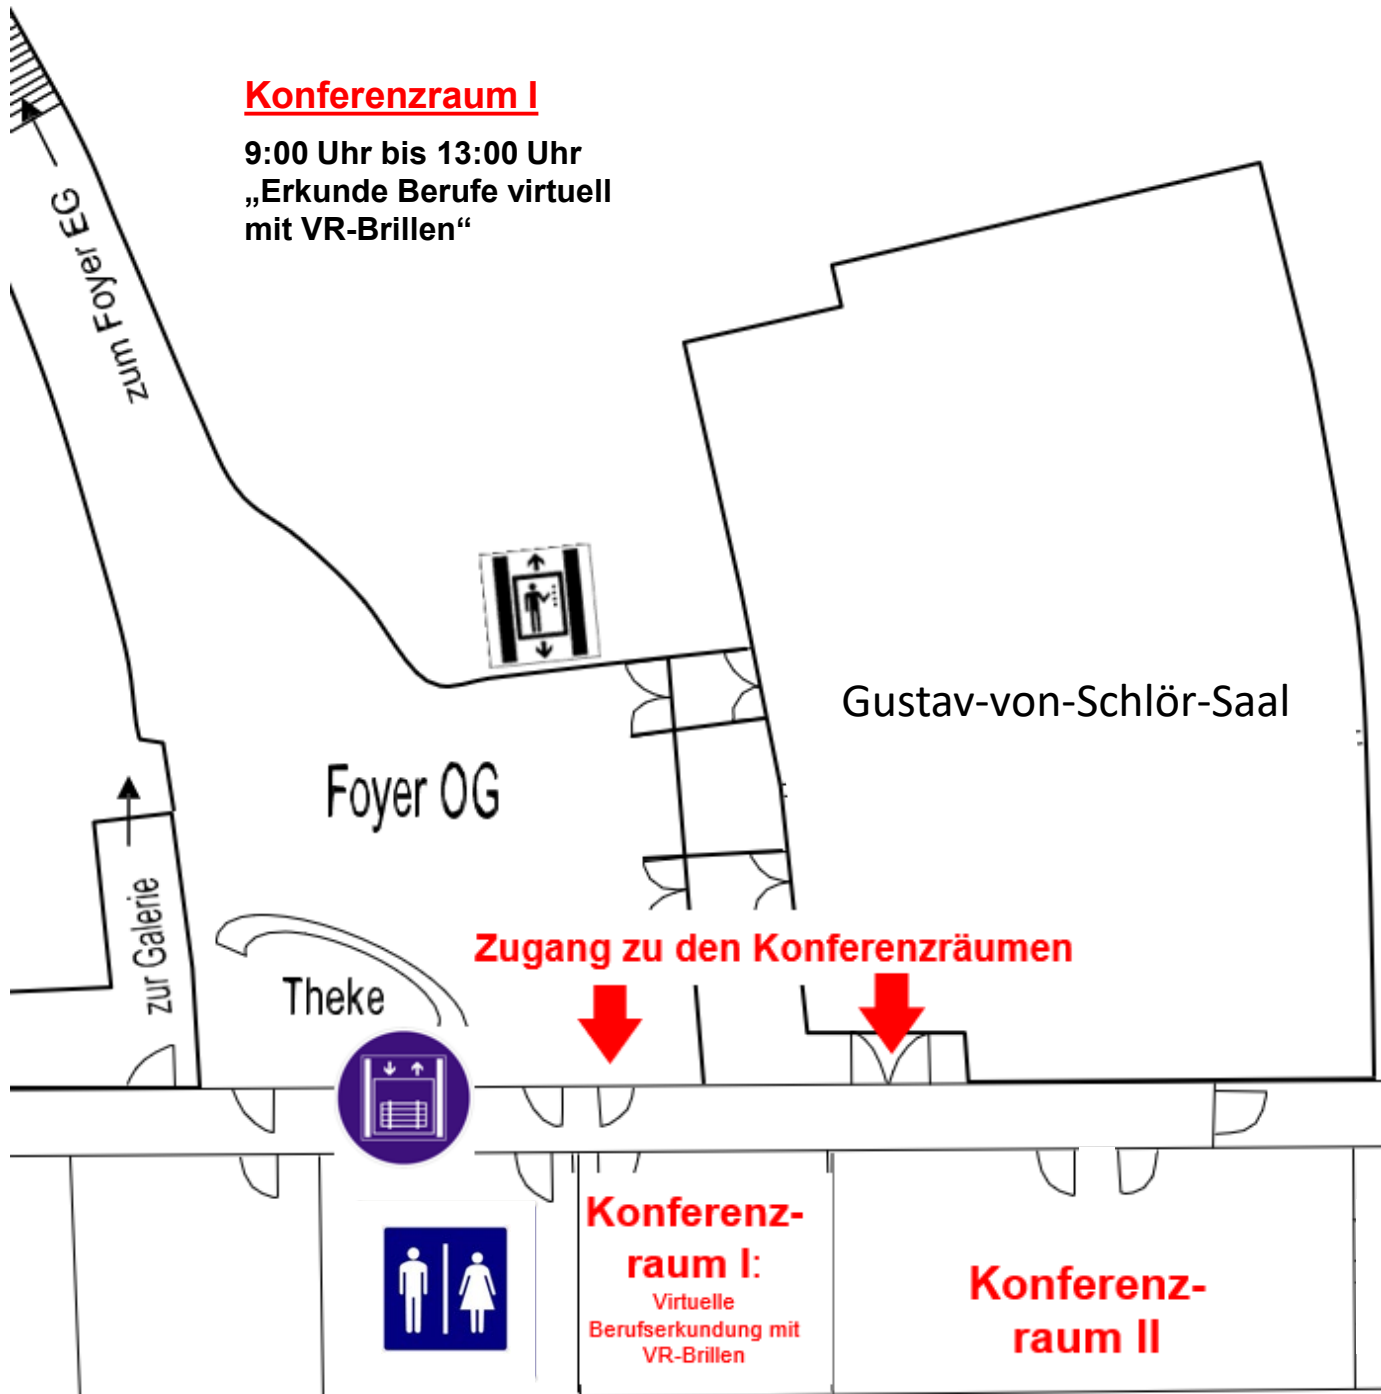 Konferenzraum I
9:00 Uhr bis 13:00 Uhr
„Erkunde Berufe virtuell
mit VR-Brillen“
zum Foyer EG
Gustav-von-Schlör-Saal
Foyer OG
zur Galerie
Zugang zu den Konferenzräumen
Theke
Konferenz-
raum I:
Virtuelle
Berufserkundung mit
VR-Brillen
Konferenz-
raum II